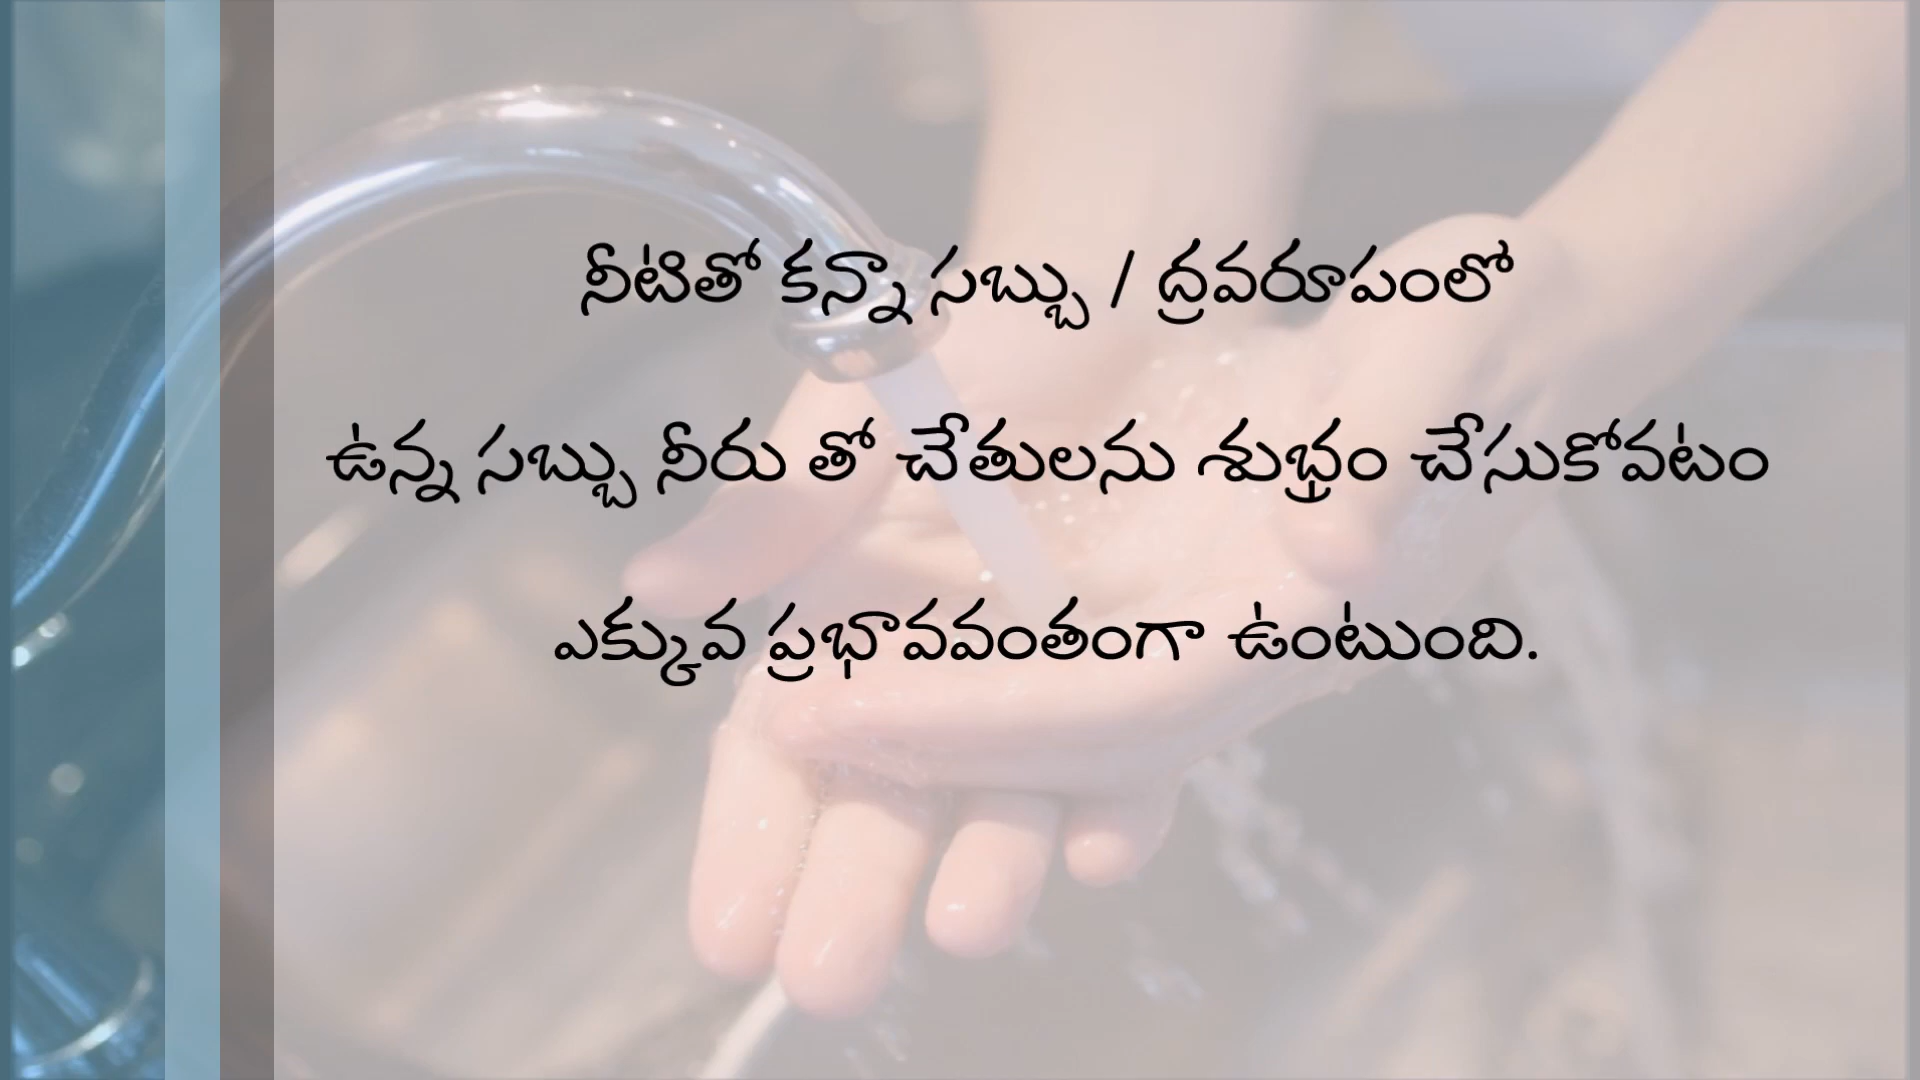 నీటితో కన్నా సబ్బు / ద్రవరూపంలో
ఉన్న సబ్బు నీరు తో చేతులను శుభ్రం చేసుకోవటం
ఎక్కువ ప్రభావవంతంగా ఉంటుంది.